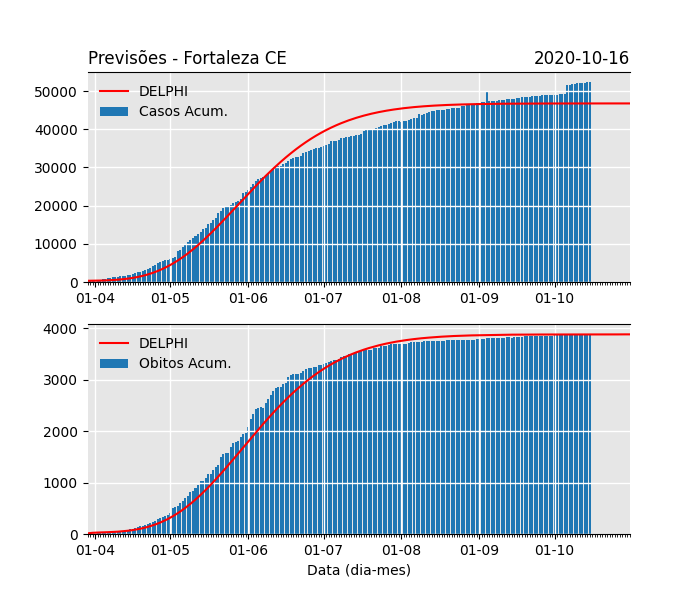 Previsões - Fortaleza CE 2020-10-16
DELPHI
Casos Acum.
50000
40000
30000
20000
10000
0
01-04 01-05 01-06 01-07 01-08 01-09 01-10
DELPHI
Obitos Acum.
4000
3000
2000
1000
0
01-04 01-05 01-06 01-07 01-08 01-09 01-10
Data (dia-mes)